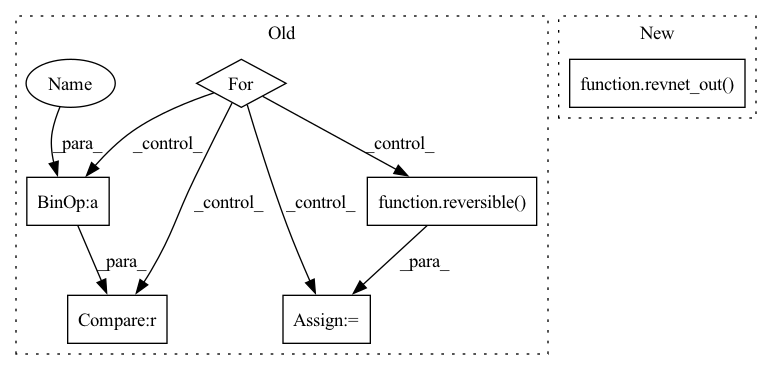 Old
New
Name
For
function.revnet_out()
_para_
_control_
_control_
BinOp:a
_control_
_control_
function.reversible()
_para_
_para_
Compare:r
Assign:=